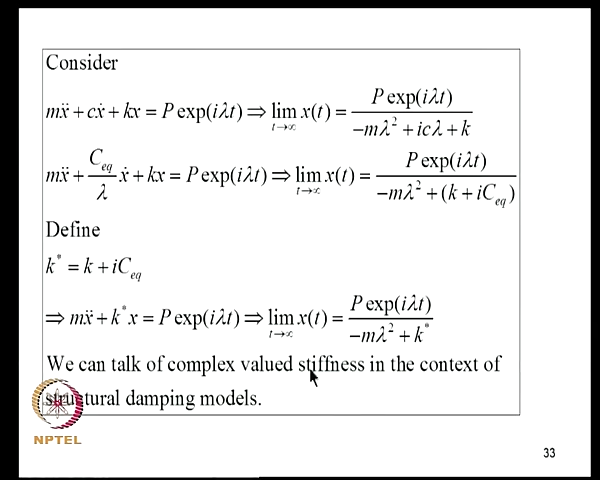 Consider
mẍ + cẋ + kx = P exp(iλt) ⇒ lim_{t→∞} x(t) = P exp(iλt) / (−mλ² + icλ + k)
mẍ + (C_eq / λ) ẋ + kx = P exp(iλt) ⇒ lim_{t→∞} x(t) = P exp(iλt) / (−mλ² + (k + iC_eq))
Define
k* = k + iC_eq
⇒ mẍ + k*x = P exp(iλt) ⇒ lim_{t→∞} x(t) = P exp(iλt) / (−mλ² + k*)
We can talk of complex valued stiffness in the context of
structural damping models.
NPTEL
33